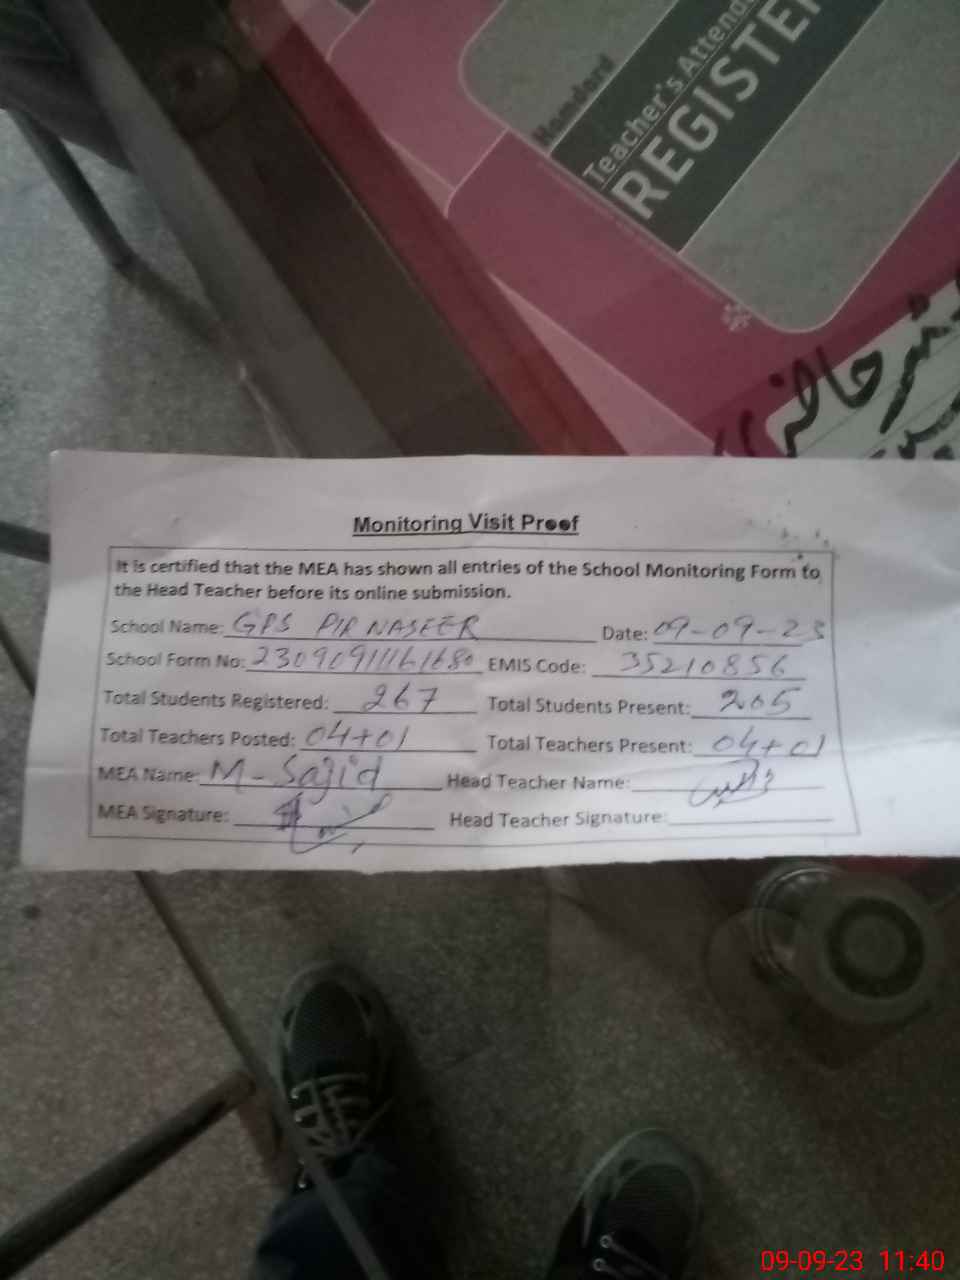 Hamdard
Teacher's Attend
REGISTE
حاضری
Monitoring Visit Proof
It is certified that the MEA has shown all entries of the School Monitoring Form to
the Head Teacher before its online submission.
School Name: GPS PIR NASEER Date: 09-09-23
School Form No: EMIS Code: 35210856
Total Students Registered: 267 Total Students Present: 205
Total Teachers Posted: 04+01 Total Teachers Present: 04+01
MEA Name: M-Sajid Head Teacher Name:
MEA Signature: Head Teacher Signature:
09-09-23 11:40